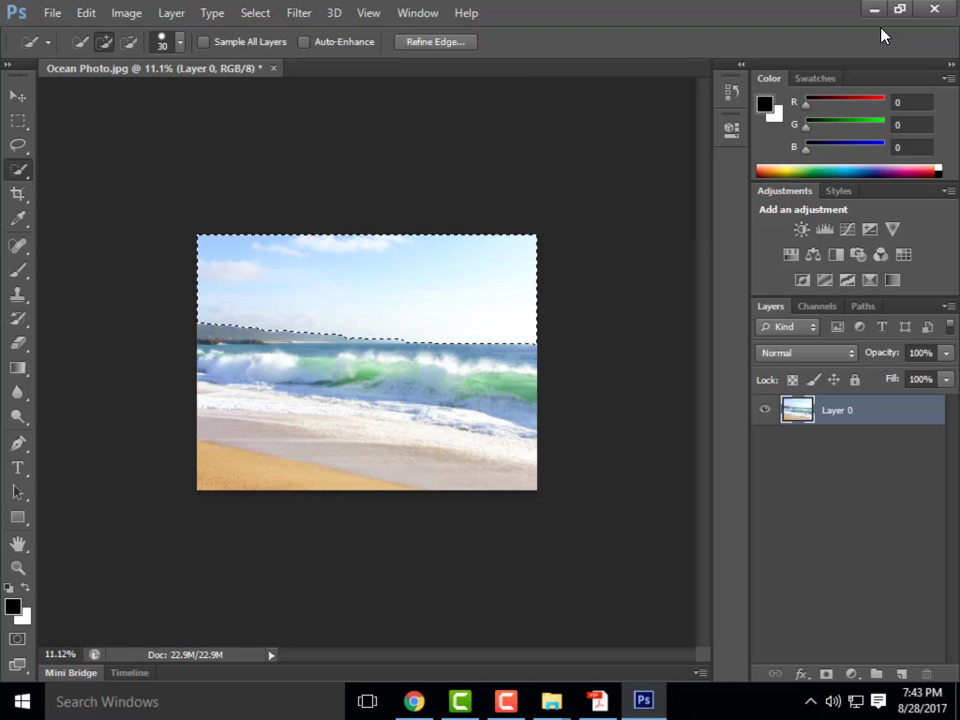 Ps File Edit Image Layer Type Select Filter 3D View Window Help
30 Sample All Layers Auto-Enhance Refine Edge...
Ocean Photo.jpg @ 11.1% (Layer 0, RGB/8) * ×
Color Swatches
R 0
G 0
B 0
Adjustments Styles
Add an adjustment
Layers Channels Paths
Kind T
Normal Opacity: 100%
Lock: Fill: 100%
Layer 0
T
fx
11.12% Doc: 22.9M/22.9M
Mini Bridge Timeline
Search Windows
C C Ps
7:43 PM
8/28/2017